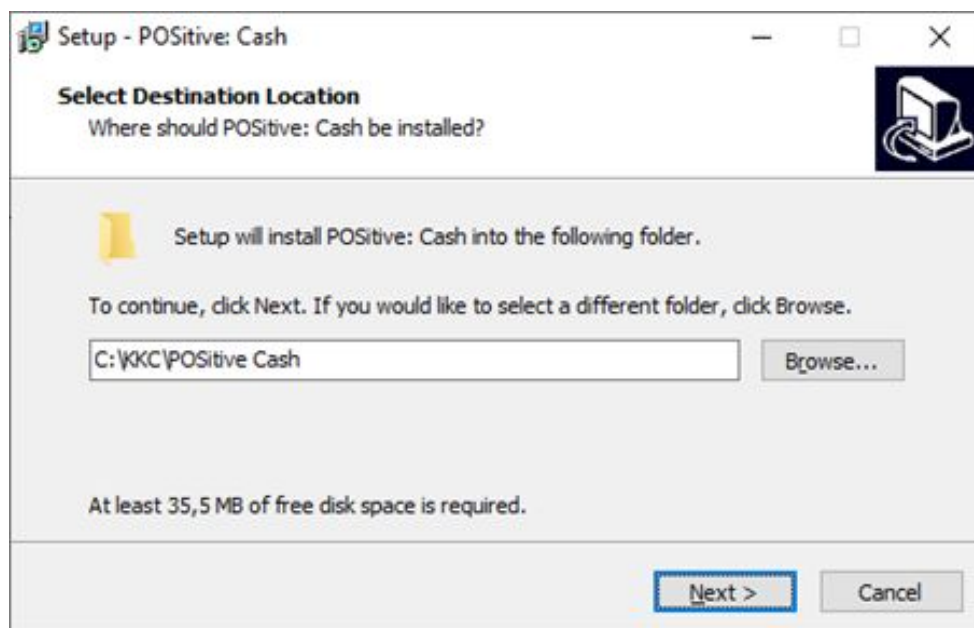 Setup - POSitive: Cash
Select Destination Location
Where should POSitive: Cash be installed?
Setup will install POSitive: Cash into the following folder.
To continue, click Next. If you would like to select a different folder, click Browse.
C:\KKC\POSitive Cash
Browse...
At least 35,5 MB of free disk space is required.
Next >
Cancel